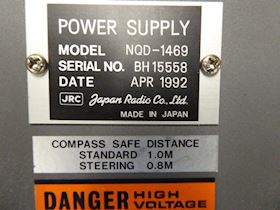 POWER SUPPLY
MODEL NQD-1469
SERIAL NO. BH15558
DATE APR 1992
JRC Japan Radio Co., Ltd.
MADE IN JAPAN
COMPASS SAFE DISTANCE
STANDARD 1.0M
STEERING 0.8M
DANGER HIGH VOLTAGE